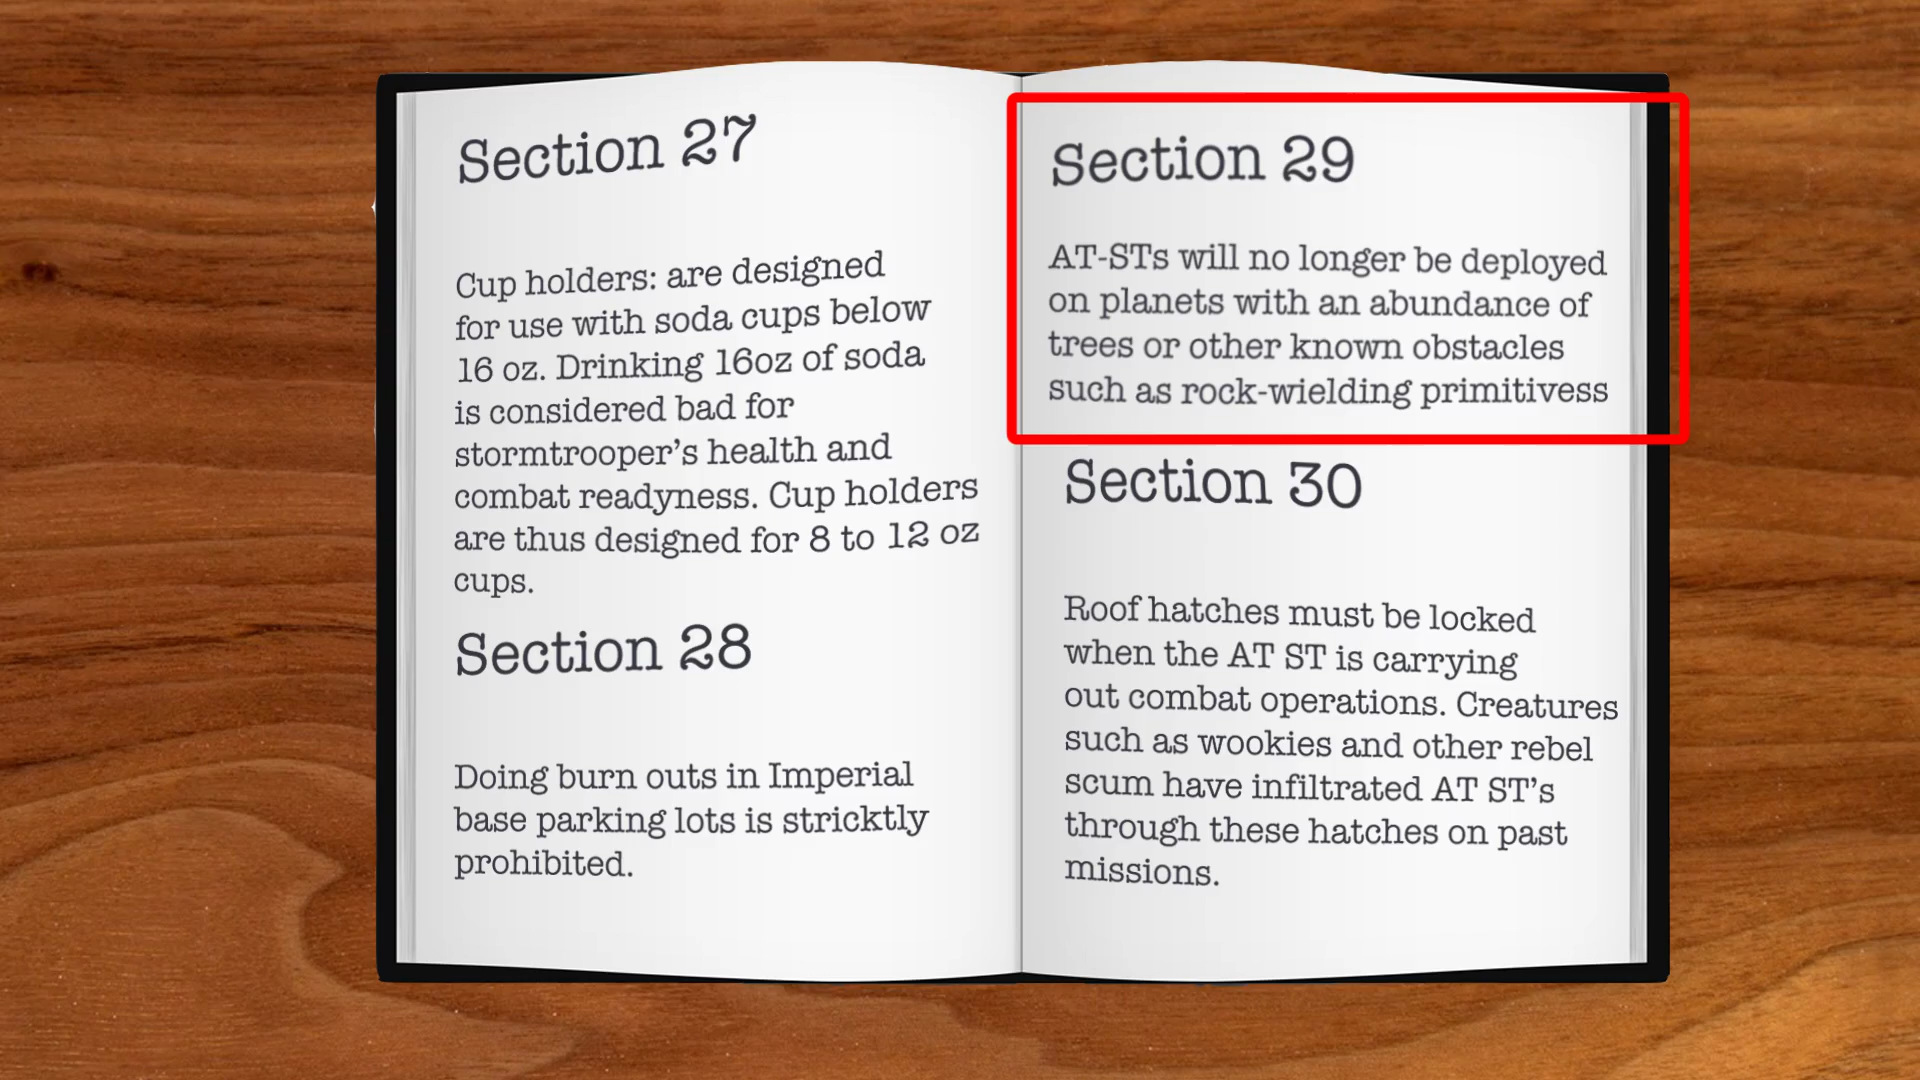 Section 27
Cup holders: are designed
for use with soda cups below
16 oz. Drinking 16oz of soda
is considered bad for
stormtrooper's health and
combat readyness. Cup holders
are thus designed for 8 to 12 oz
cups.
Section 28
Doing burn outs in Imperial
base parking lots is stricktly
prohibited.
Section 29
AT-STs will no longer be deployed
on planets with an abundance of
trees or other known obstacles
such as rock-wielding primitivess
Section 30
Roof hatches must be locked
when the AT ST is carrying
out combat operations. Creatures
such as wookies and other rebel
scum have infiltrated AT ST's
through these hatches on past
missions.